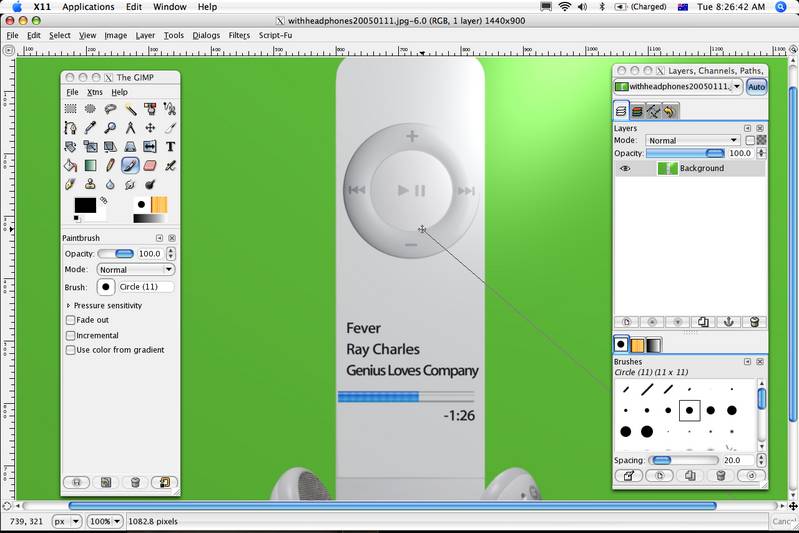 X11 Applications Edit Window Help (Charged) Tue 8:26:42 AM
withheadphones20050111.jpg-6.0 (RGB, 1 layer) 1440x900
File Edit Select View Image Layer Tools Dialogs Filters Script-Fu
The GIMP
File Xtns Help
Paintbrush
Opacity: 100.0
Mode: Normal
Brush: Circle (11)
Pressure sensitivity
Fade out
Incremental
Use color from gradient
Fever
Ray Charles
Genius Loves Company
-1:26
Layers, Channels, Paths,
withheadphones20050111. Auto
Layers
Mode: Normal
Opacity: 100.0
Background
Brushes
Circle (11) (11 x 11)
Spacing: 20.0
739, 321 px 100% 1082.8 pixels Cancel